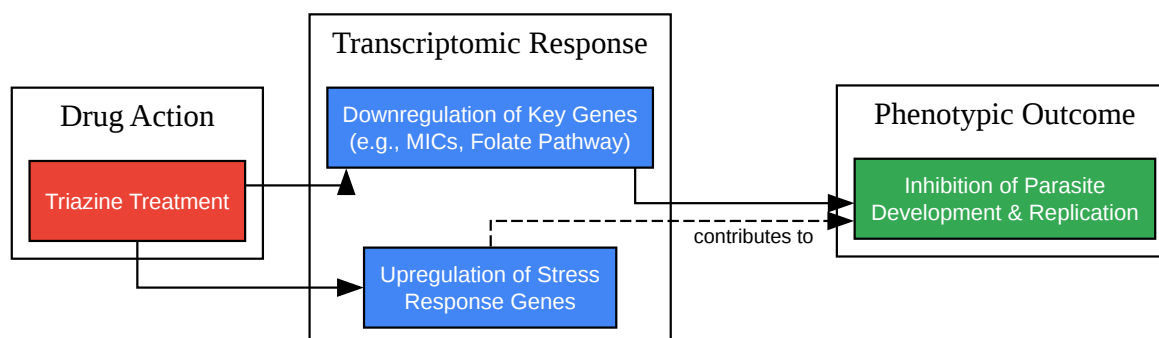 Drug Action
Triazine Treatment
Transcriptomic Response
Downregulation of Key Genes
(e.g., MICs, Folate Pathway)
Upregulation of Stress
Response Genes
contributes to
Phenotypic Outcome
Inhibition of Parasite
Development & Replication